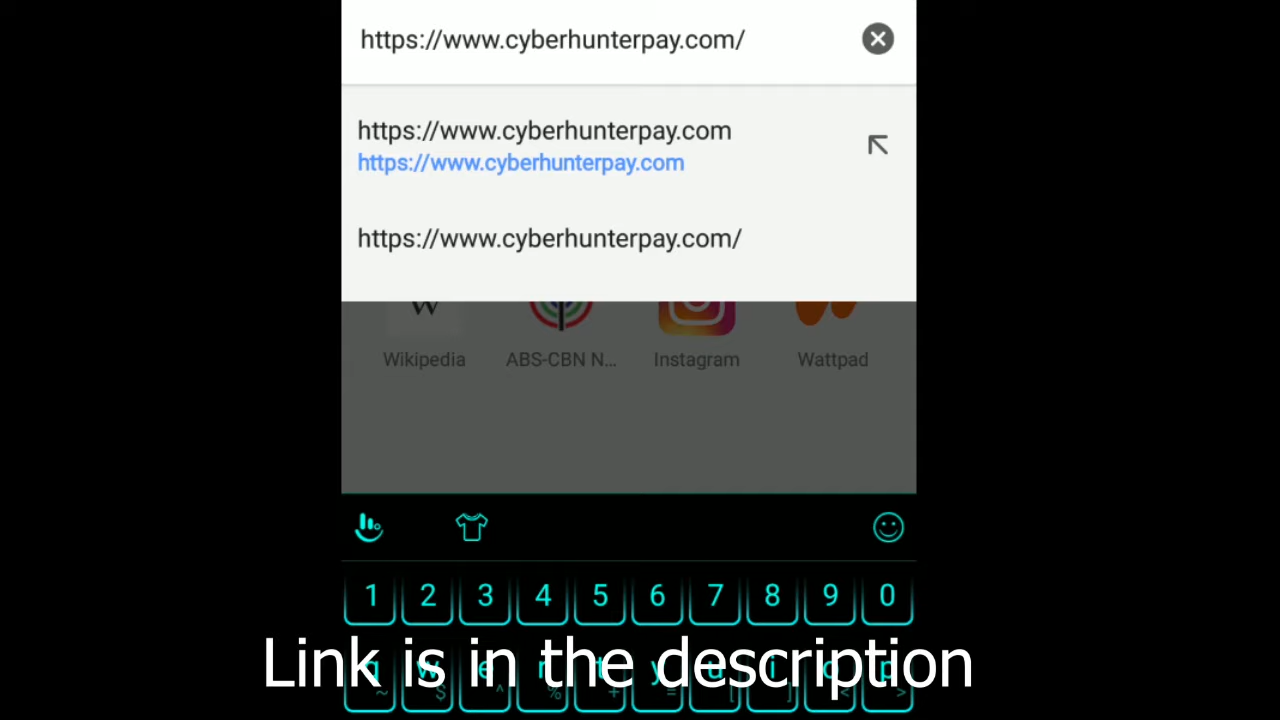 https://www.cyberhunterpay.com/
https://www.cyberhunterpay.com
https://www.cyberhunterpay.com
https://www.cyberhunterpay.com/
W
Wikipedia ABS-CBN N... Instagram Wattpad
1 2 3 4 5 6 7 8 9 0
q w e r t y u i o p
Link is in the description
~ $ ^ % + = [ ] < >